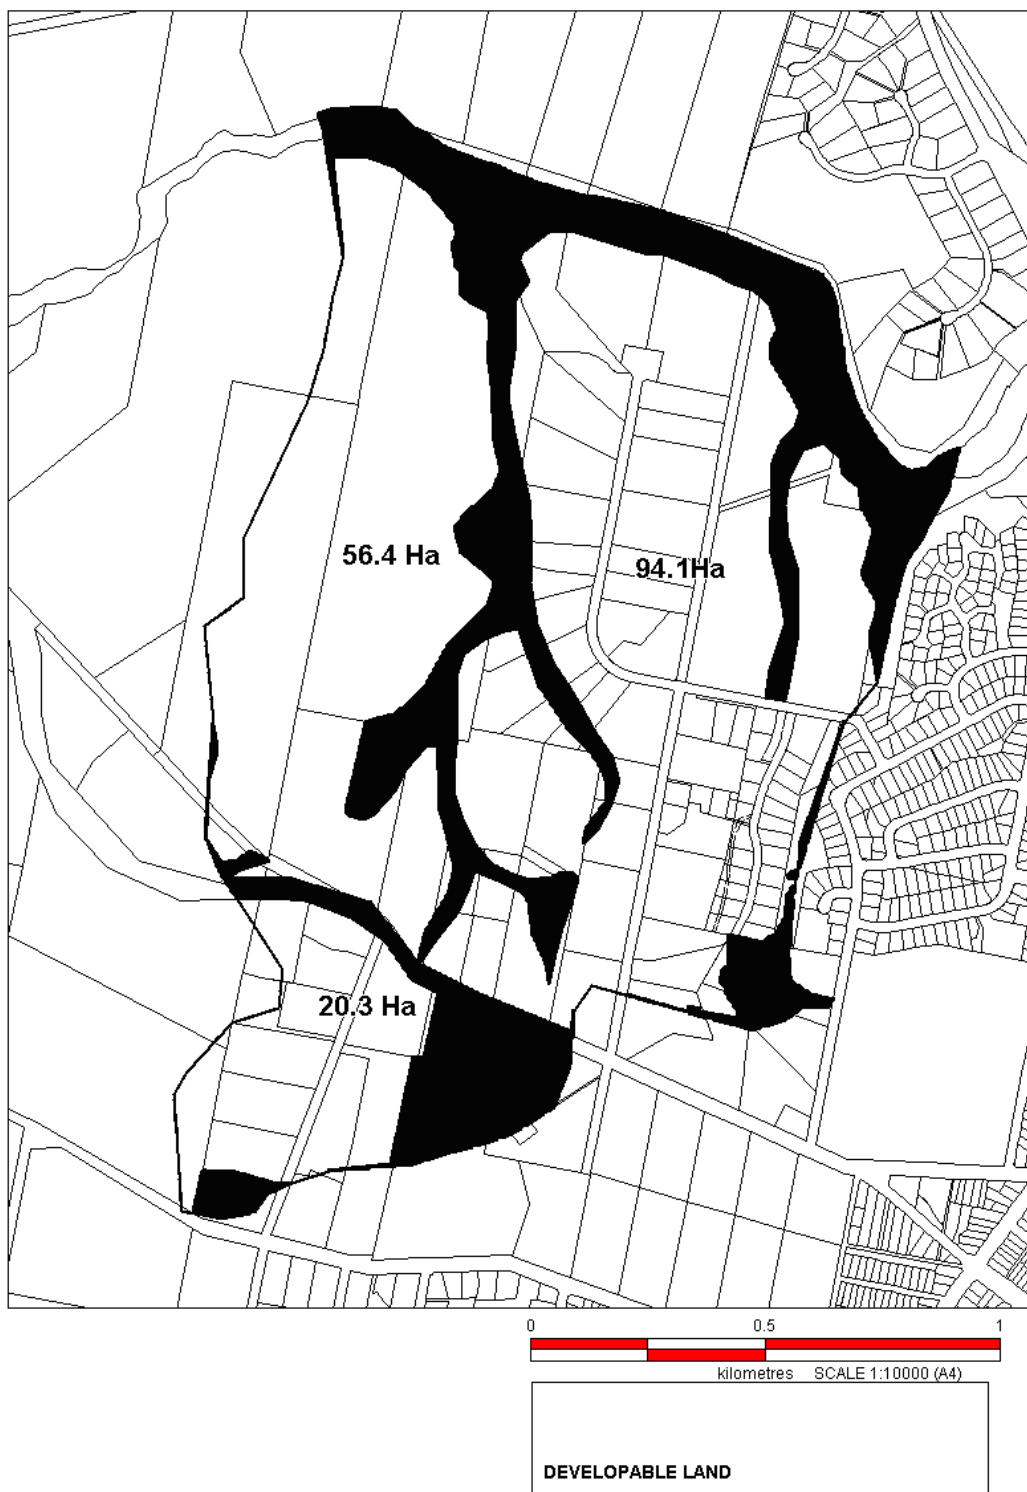 56.4 Ha
94.1Ha
20.3 Ha
0 0.5 1
kilometres SCALE 1:10000 (A4)
DEVELOPABLE LAND